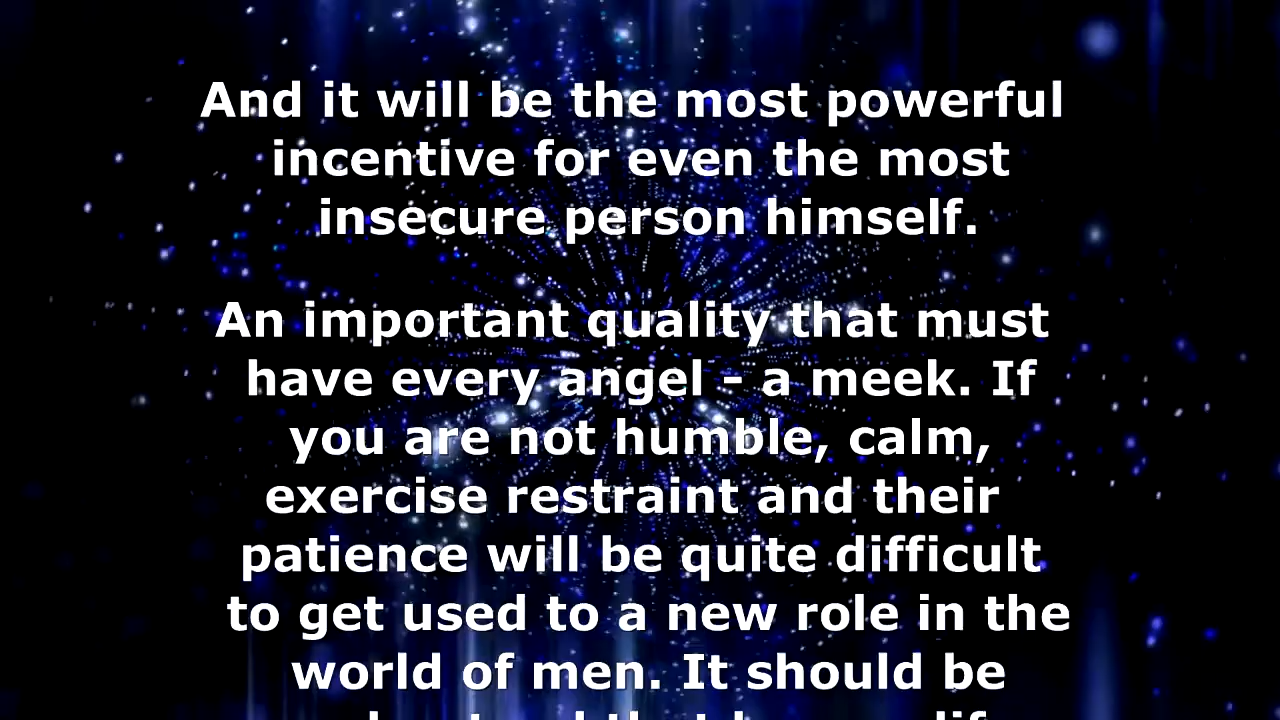 And it will be the most powerful
incentive for even the most
insecure person himself.
An important quality that must
have every angel - a meek. If
you are not humble, calm,
exercise restraint and their
patience will be quite difficult
to get used to a new role in the
world of men. It should be
that